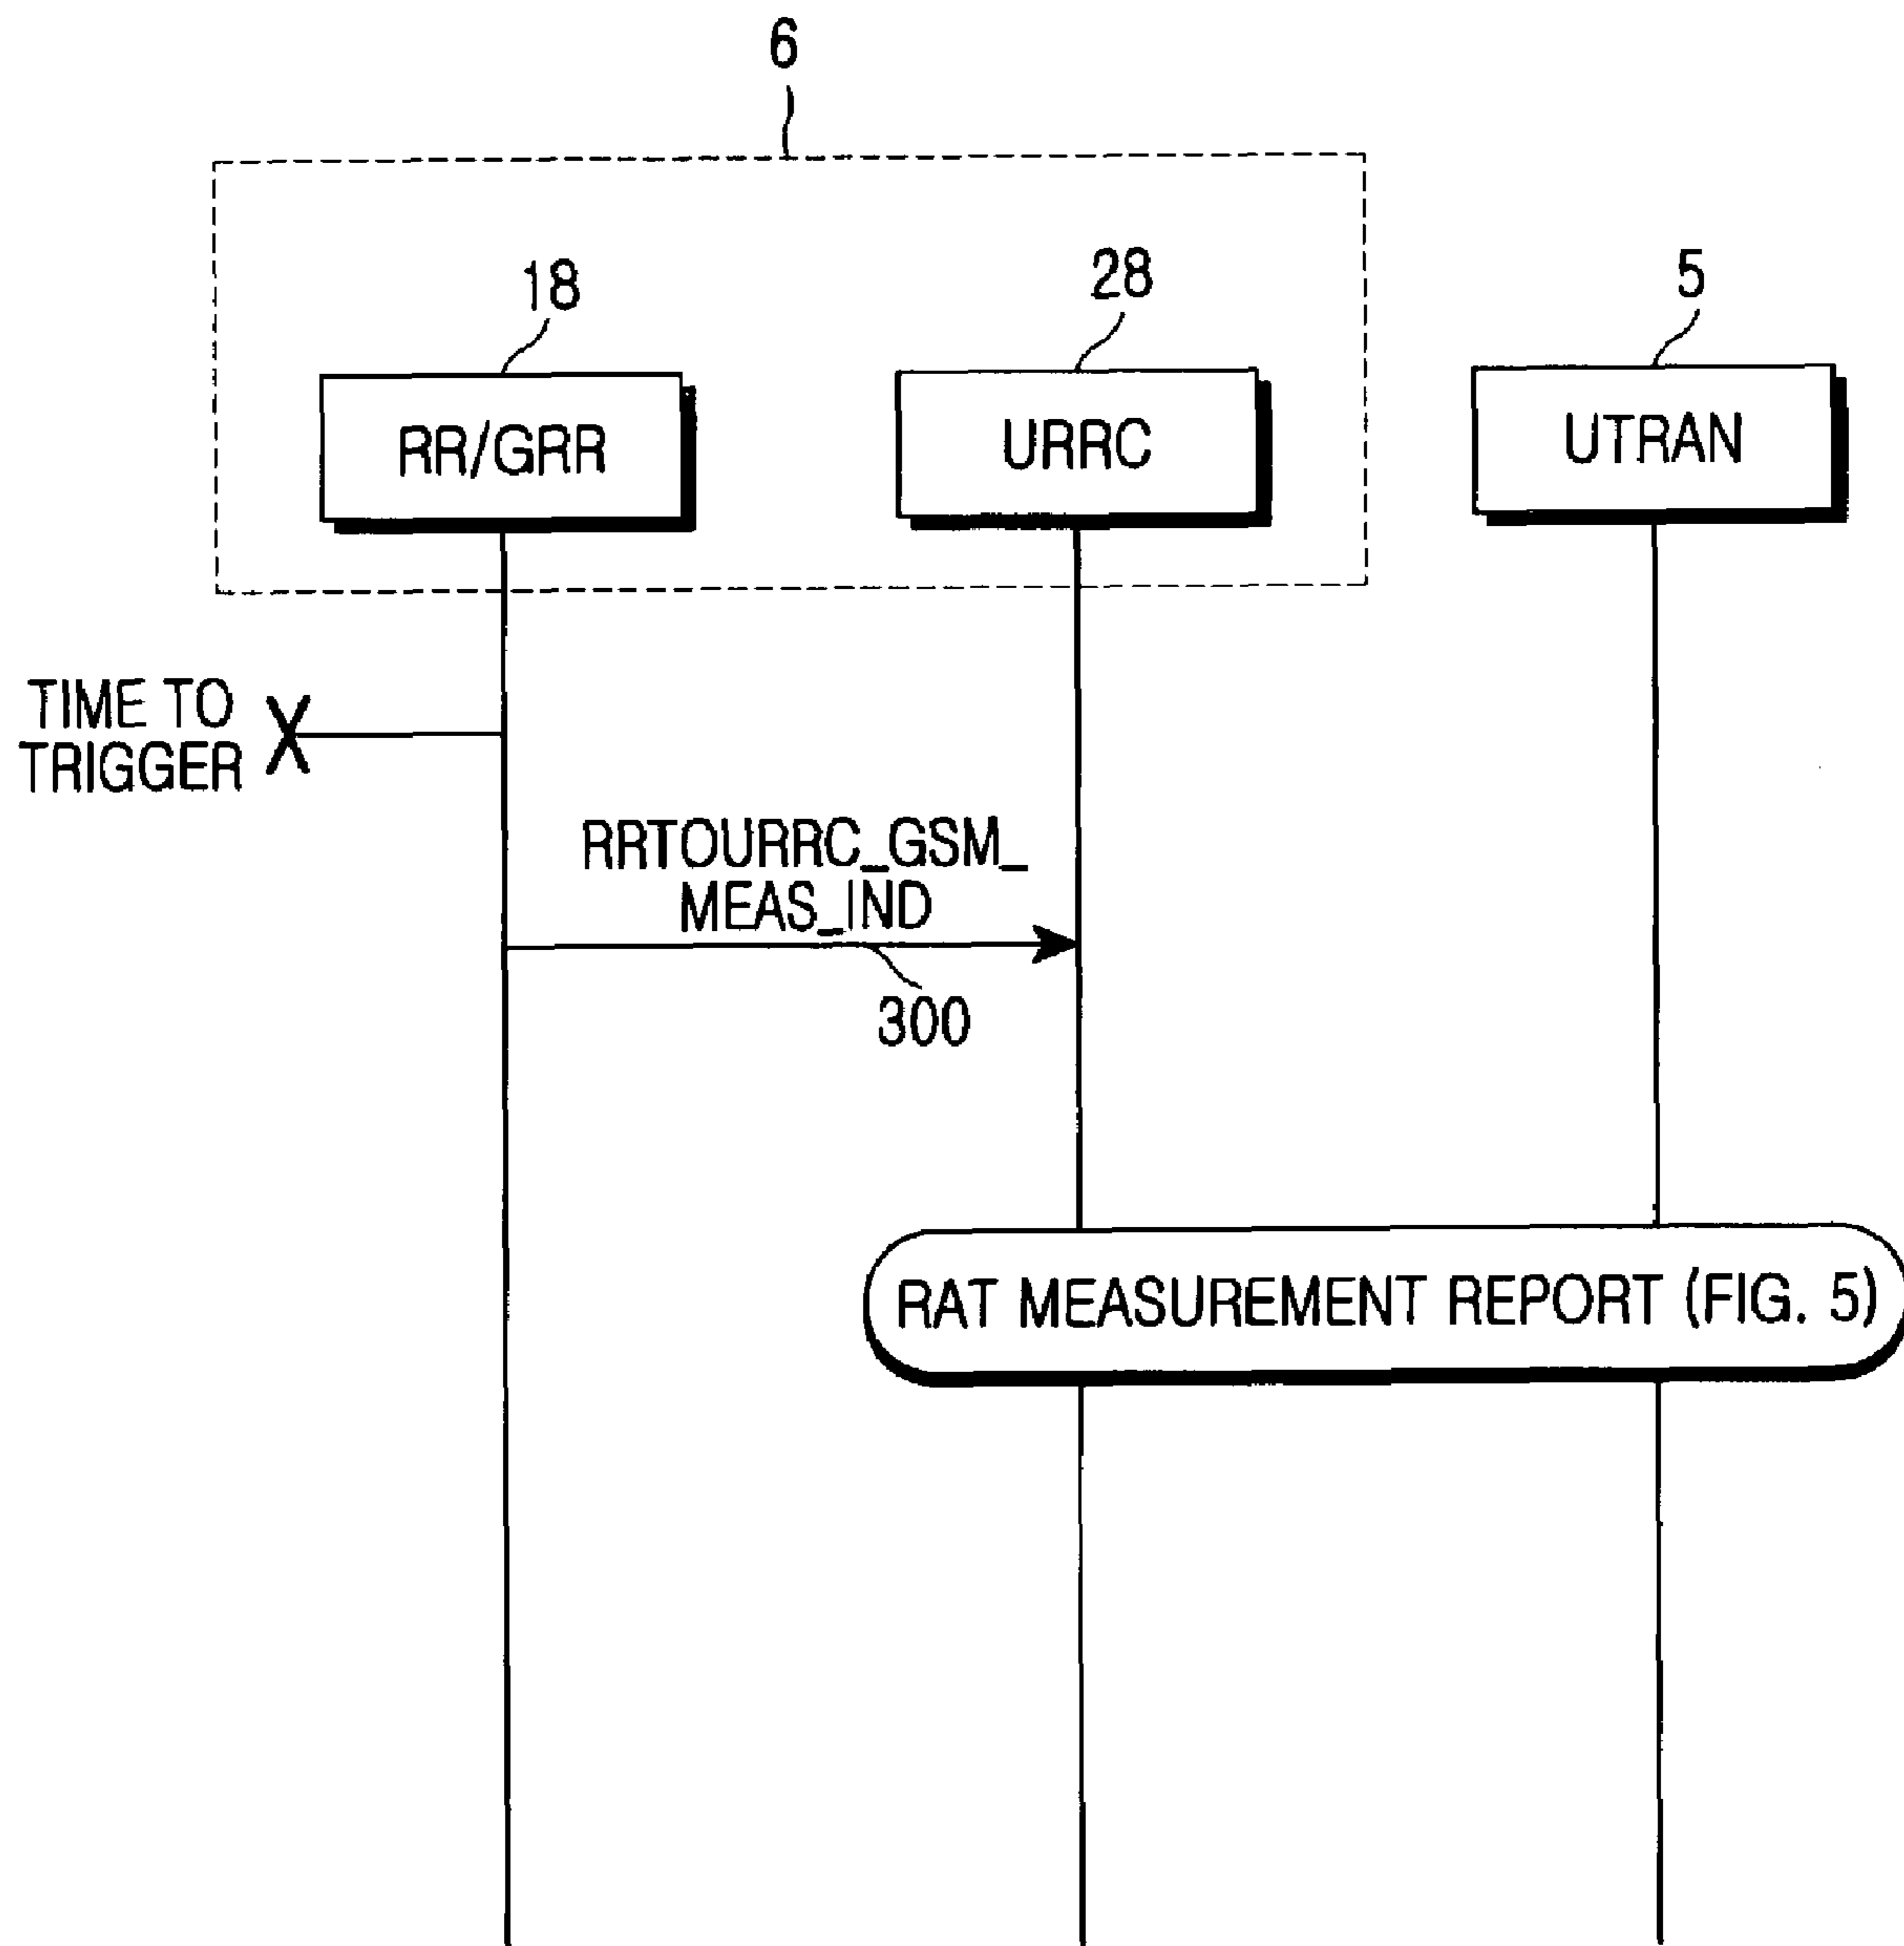 6
18
28
5
RR/GRR
URRC
UTRAN
TIME TO
TRIGGER
RRTOURRC_GSM_
MEAS_IND
300
RAT MEASUREMENT REPORT (FIG. 5)